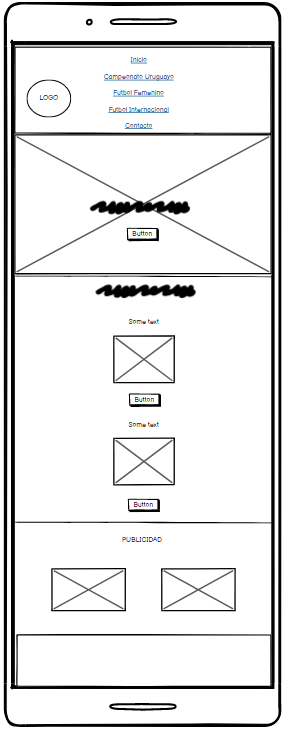 Inicio
Campeonato Uruguayo
LOGO
Futbol Femenino
Futbol Internacional
Contacto
Button
Some text
Button
Some text
Button
PUBLICIDAD